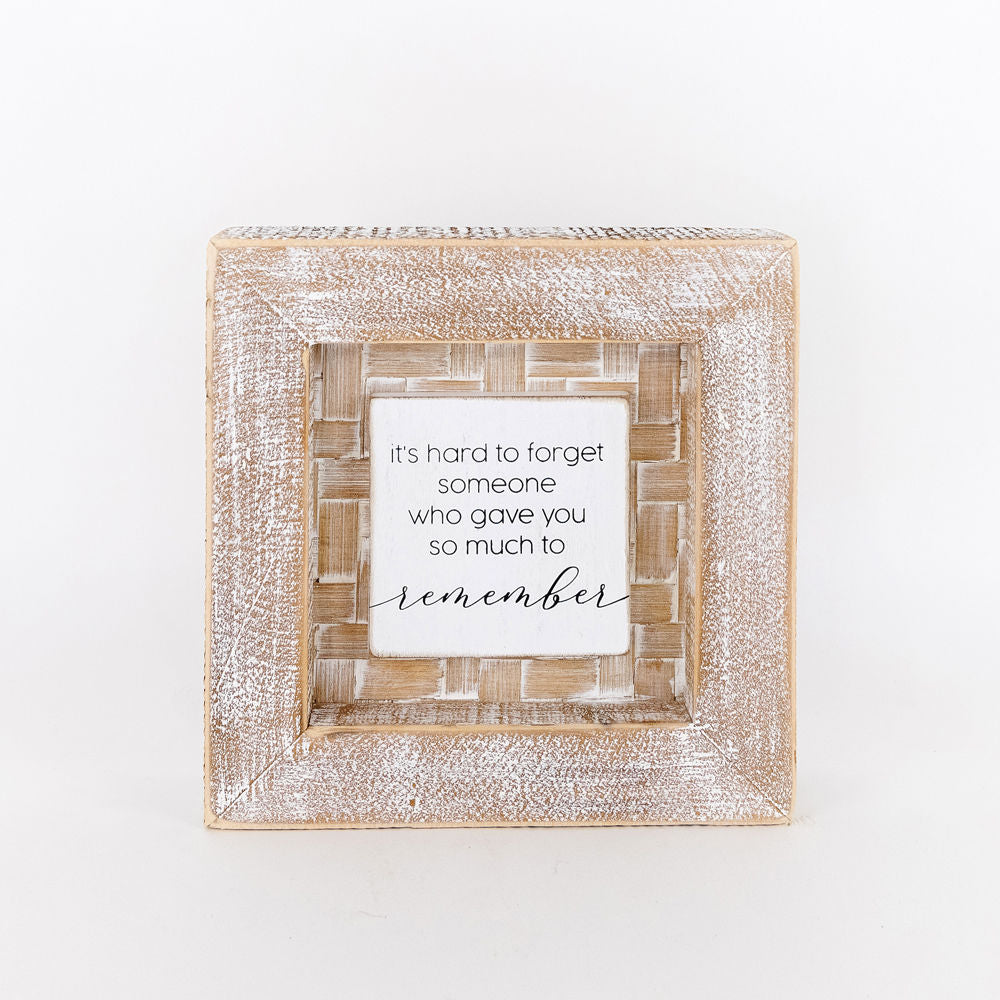 it's hard to forget
someone
who gave you
so much to
remember